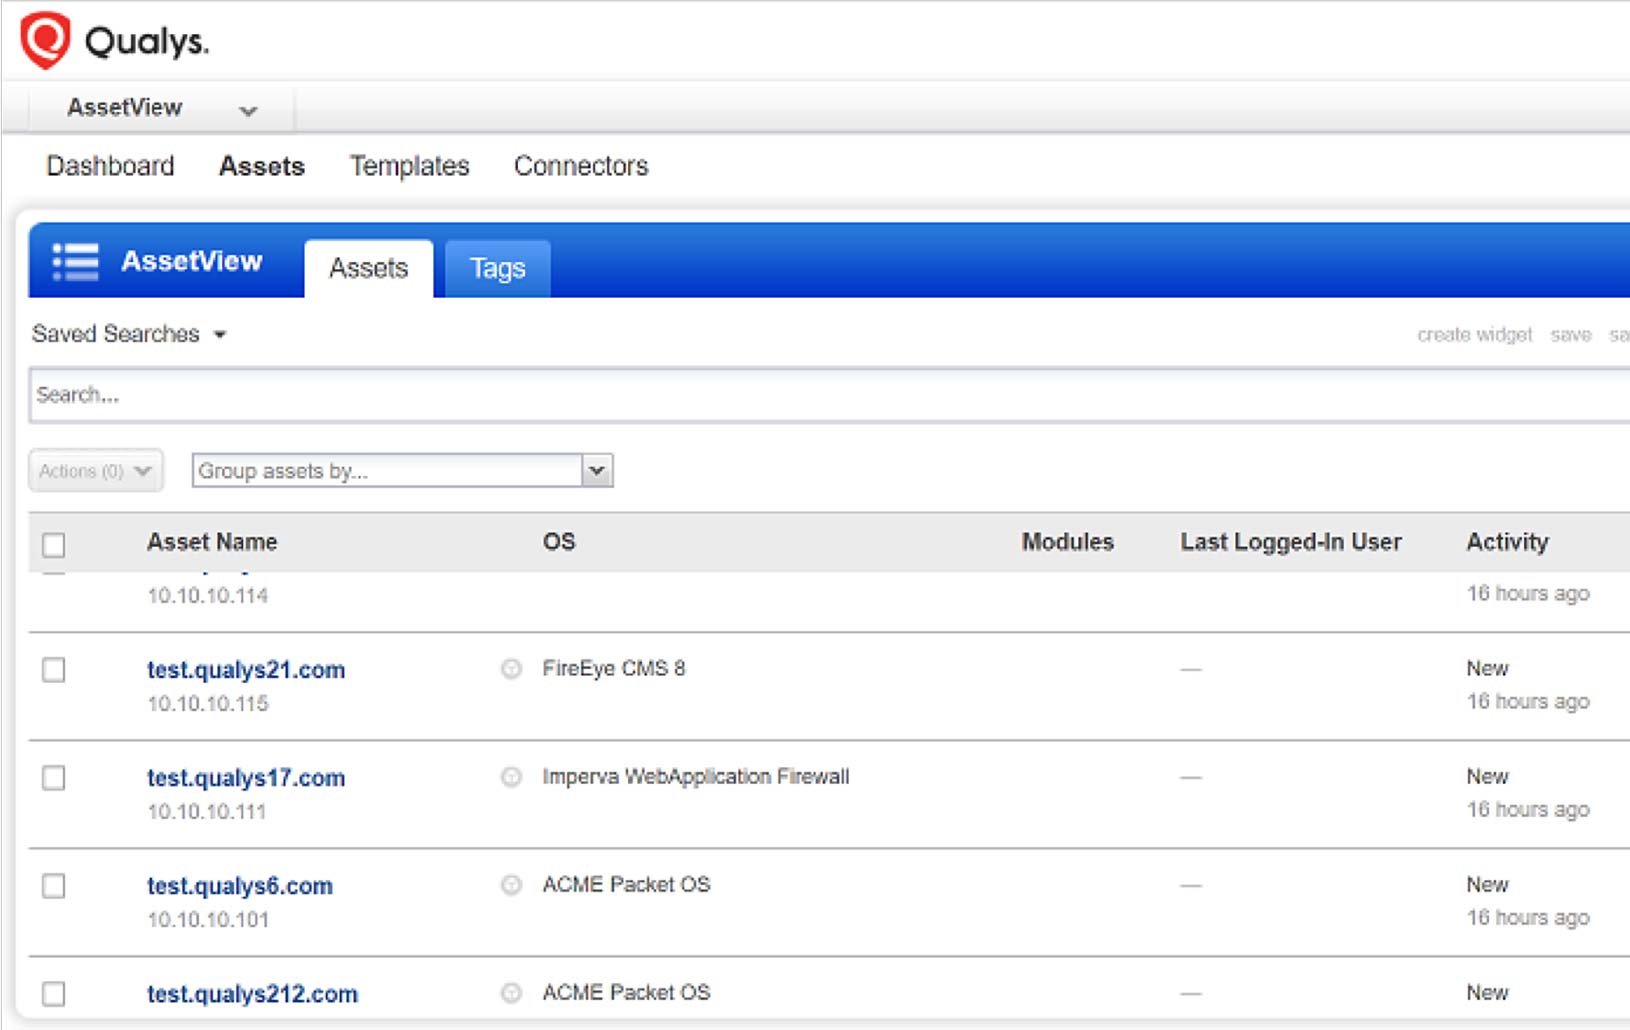 Qualys.
AssetView
Dashboard Assets Templates Connectors
AssetView Assets Tags
Saved Searches create widget save
Search...
Actions (0) Group assets by...
Asset Name OS Modules Last Logged-In User Activity
10.10.10.114 16 hours ago
test.qualys21.com FireEye CMS 8 — New
10.10.10.115 16 hours ago
test.qualys17.com Imperva WebApplication Firewall — New
10.10.10.111 16 hours ago
test.qualys6.com ACME Packet OS — New
10.10.10.101 16 hours ago
test.qualys212.com ACME Packet OS — New